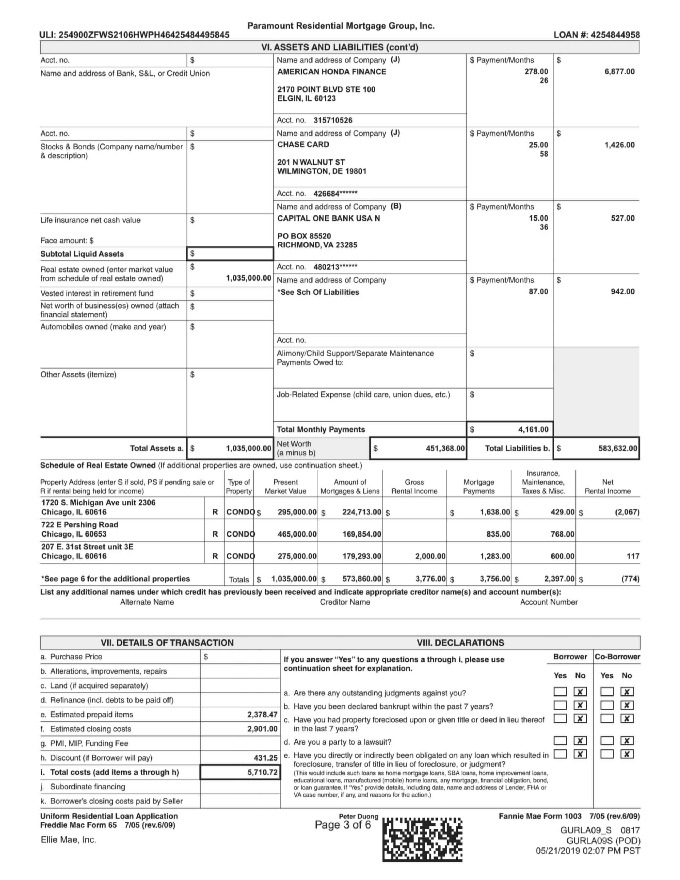 Paramount Residential Mortgage Group, Inc.
ULI: 254900ZFWS2106HWPH46425484495845
LOAN #: 4254844958
VI. ASSETS AND LIABILITIES (cont'd)
Acct. no. $
Name and address of Bank, S&L, or Credit Union
Name and address of Company (J) $ Payment/Months $
AMERICAN HONDA FINANCE 278.00 6,877.00
26
2170 POINT BLVD STE 100
ELGIN, IL 60123
Acct. no. 315710526
Acct. no. $
Stocks & Bonds (Company name/number $
& description)
Name and address of Company (J) $ Payment/Months $
CHASE CARD 25.00 1,426.00
58
201 N WALNUT ST
WILMINGTON, DE 19801
Acct. no. 426684******
Life insurance net cash value $
Face amount: $
Name and address of Company (B) $ Payment/Months $
CAPITAL ONE BANK USA N 15.00 527.00
36
PO BOX 85520
RICHMOND, VA 23285
Subtotal Liquid Assets $
Acct. no. 480213******
Real estate owned (enter market value $
from schedule of real estate owned) 1,035,000.00
Name and address of Company $ Payment/Months $
*See Sch Of Liabilities 87.00 942.00
Vested interest in retirement fund $
Net worth of business(es) owned (attach $
financial statement)
Automobiles owned (make and year) $
Acct. no.
Alimony/Child Support/Separate Maintenance $
Payments Owed to:
Other Assets (itemize) $
Job-Related Expense (child care, union dues, etc.) $
Total Monthly Payments $ 4,161.00
Total Assets a. $ 1,035,000.00 Net Worth $ 451,368.00 Total Liabilities b. $ 583,632.00
(a minus b)
Schedule of Real Estate Owned (If additional properties are owned, use continuation sheet.)
Property Address (enter S if sold, PS if pending sale or R if rental being held for income) Type of Property Present Market Value Amount of Mortgages & Liens Gross Rental Income Mortgage Payments Insurance, Maintenance, Taxes & Misc. Net Rental Income
1720 S. Michigan Ave unit 2306
Chicago, IL 60616 R CONDO $ 295,000.00 $ 224,713.00 $ $ 1,638.00 $ 429.00 $ (2,067)
722 E Pershing Road
Chicago, IL 60653 R CONDO 465,000.00 169,854.00 835.00 768.00
207 E. 31st Street unit 3E
Chicago, IL 60616 R CONDO 275,000.00 179,293.00 2,000.00 1,283.00 600.00 117
*See page 6 for the additional properties Totals $ 1,035,000.00 $ 573,860.00 $ 3,776.00 $ 3,756.00 $ 2,397.00 $ (774)
List any additional names under which credit has previously been received and indicate appropriate creditor name(s) and account number(s):
Alternate Name Creditor Name Account Number
VII. DETAILS OF TRANSACTION
a. Purchase Price $
b. Alterations, improvements, repairs
c. Land (if acquired separately)
d. Refinance (incl. debts to be paid off)
e. Estimated prepaid items 2,378.47
f. Estimated closing costs 2,901.00
g. PMI, MIP, Funding Fee
h. Discount (if Borrower will pay) 431.25
i. Total costs (add items a through h) 5,710.72
j. Subordinate financing
k. Borrower's closing costs paid by Seller
VIII. DECLARATIONS
If you answer "Yes" to any questions a through i, please use
continuation sheet for explanation.
Borrower Co-Borrower
Yes No Yes No
a. Are there any outstanding judgments against you? X X
b. Have you been declared bankrupt within the past 7 years? X X
c. Have you had property foreclosed upon or given title or deed in lieu thereof X X
in the last 7 years?
d. Are you a party to a lawsuit? X X
e. Have you directly or indirectly been obligated on any loan which resulted in X X
foreclosure, transfer of title in lieu of foreclosure, or judgment?
(This would include such loans as home mortgage loans, SBA loans, home improvement loans,
educational loans, manufactured (mobile) home loans, any mortgage, financial obligation, bond,
or loan guarantee. If "Yes," provide details, including date, name and address of Lender, FHA or
VA case number, if any, and reasons for the action.)
Uniform Residential Loan Application
Freddie Mac Form 65 7/05 (rev.6/09)
Ellie Mae, Inc.
Peter Duong
Page 3 of 6
Fannie Mae Form 1003 7/05 (rev.6/09)
GURLA09_S 0817
GURLA09S (POD)
05/21/2019 02:07 PM PST